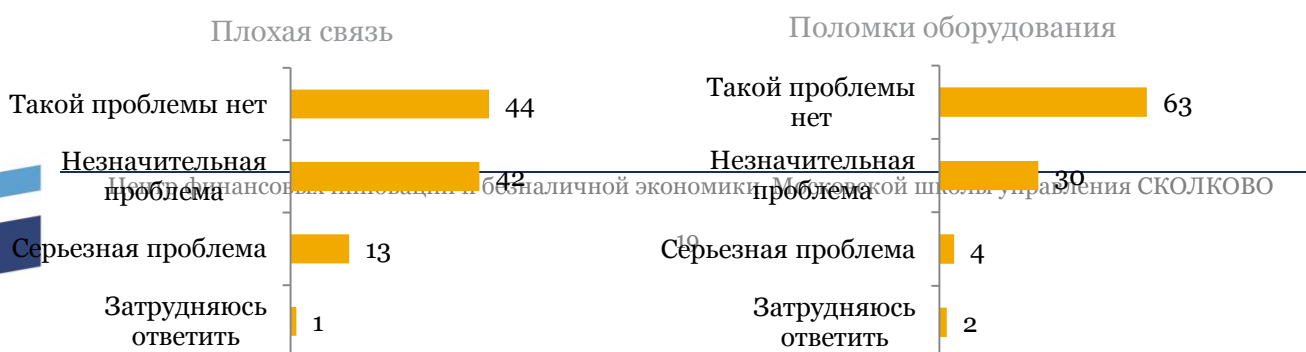 Плохая связь
Такой проблемы нет
44
Незначительная
проблема
42
Серьезная проблема
13
Затрудняюсь
ответить
1
Поломки оборудования
Такой проблемы
нет
63
Незначительная
проблема
30
Серьезная проблема
4
Затрудняюсь
ответить
2
Центр финансовых инноваций и безналичной экономики Московской школы управления СКОЛКОВО
19